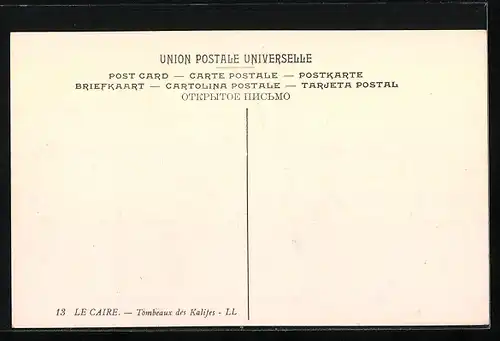 UNION POSTALE UNIVERSELLE
POST CARD — CARTE POSTALE — POSTKARTE
BRIEFKAART — CARTOLINA POSTALE — TARJETA POSTAL
ОТКРЫТОЕ ПИСЬМО
13 LE CAIRE. — Tombeaux des Kalifes - LL